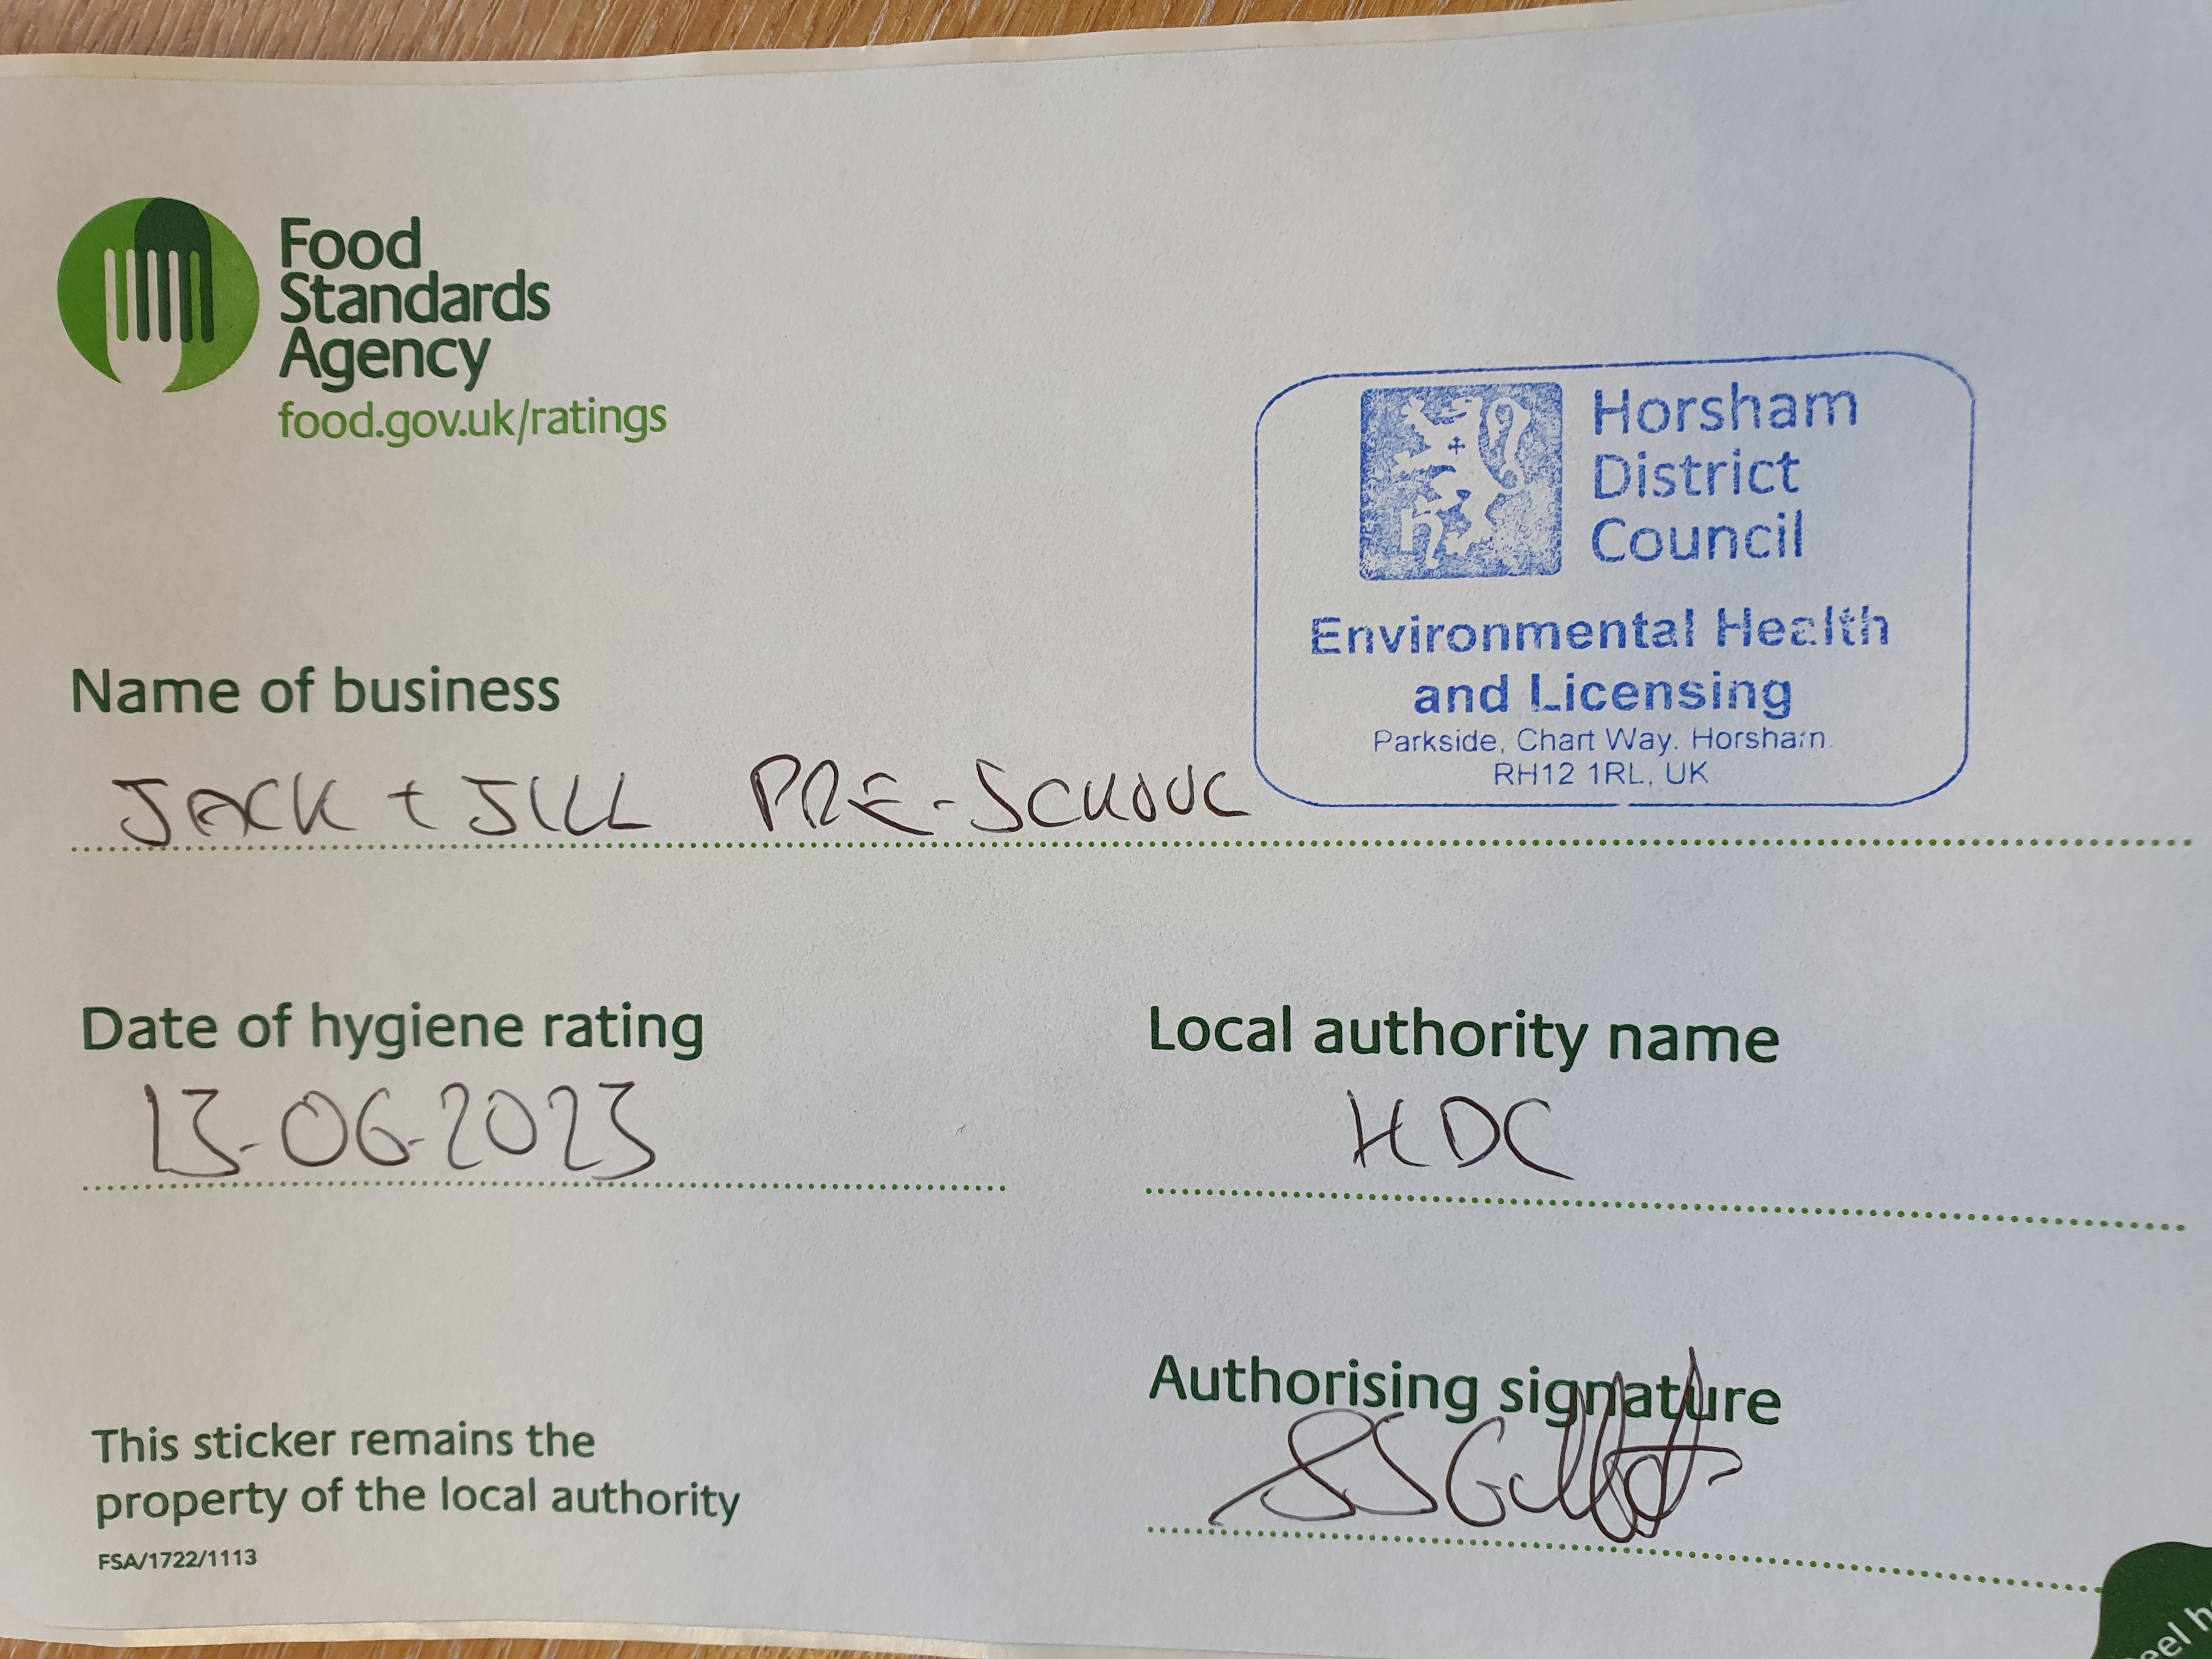 Food
Standards
Agency
food.gov.uk/ratings
Horsham
District
Council
Environmental Health
and Licensing
Parkside, Chart Way, Horsham.
RH12 1RL, UK
Name of business
JACK + JILL PRE-SCHOOL
Date of hygiene rating
13-06-2023
Local authority name
HDC
Authorising signature
This sticker remains the
property of the local authority
FSA/1722/1113